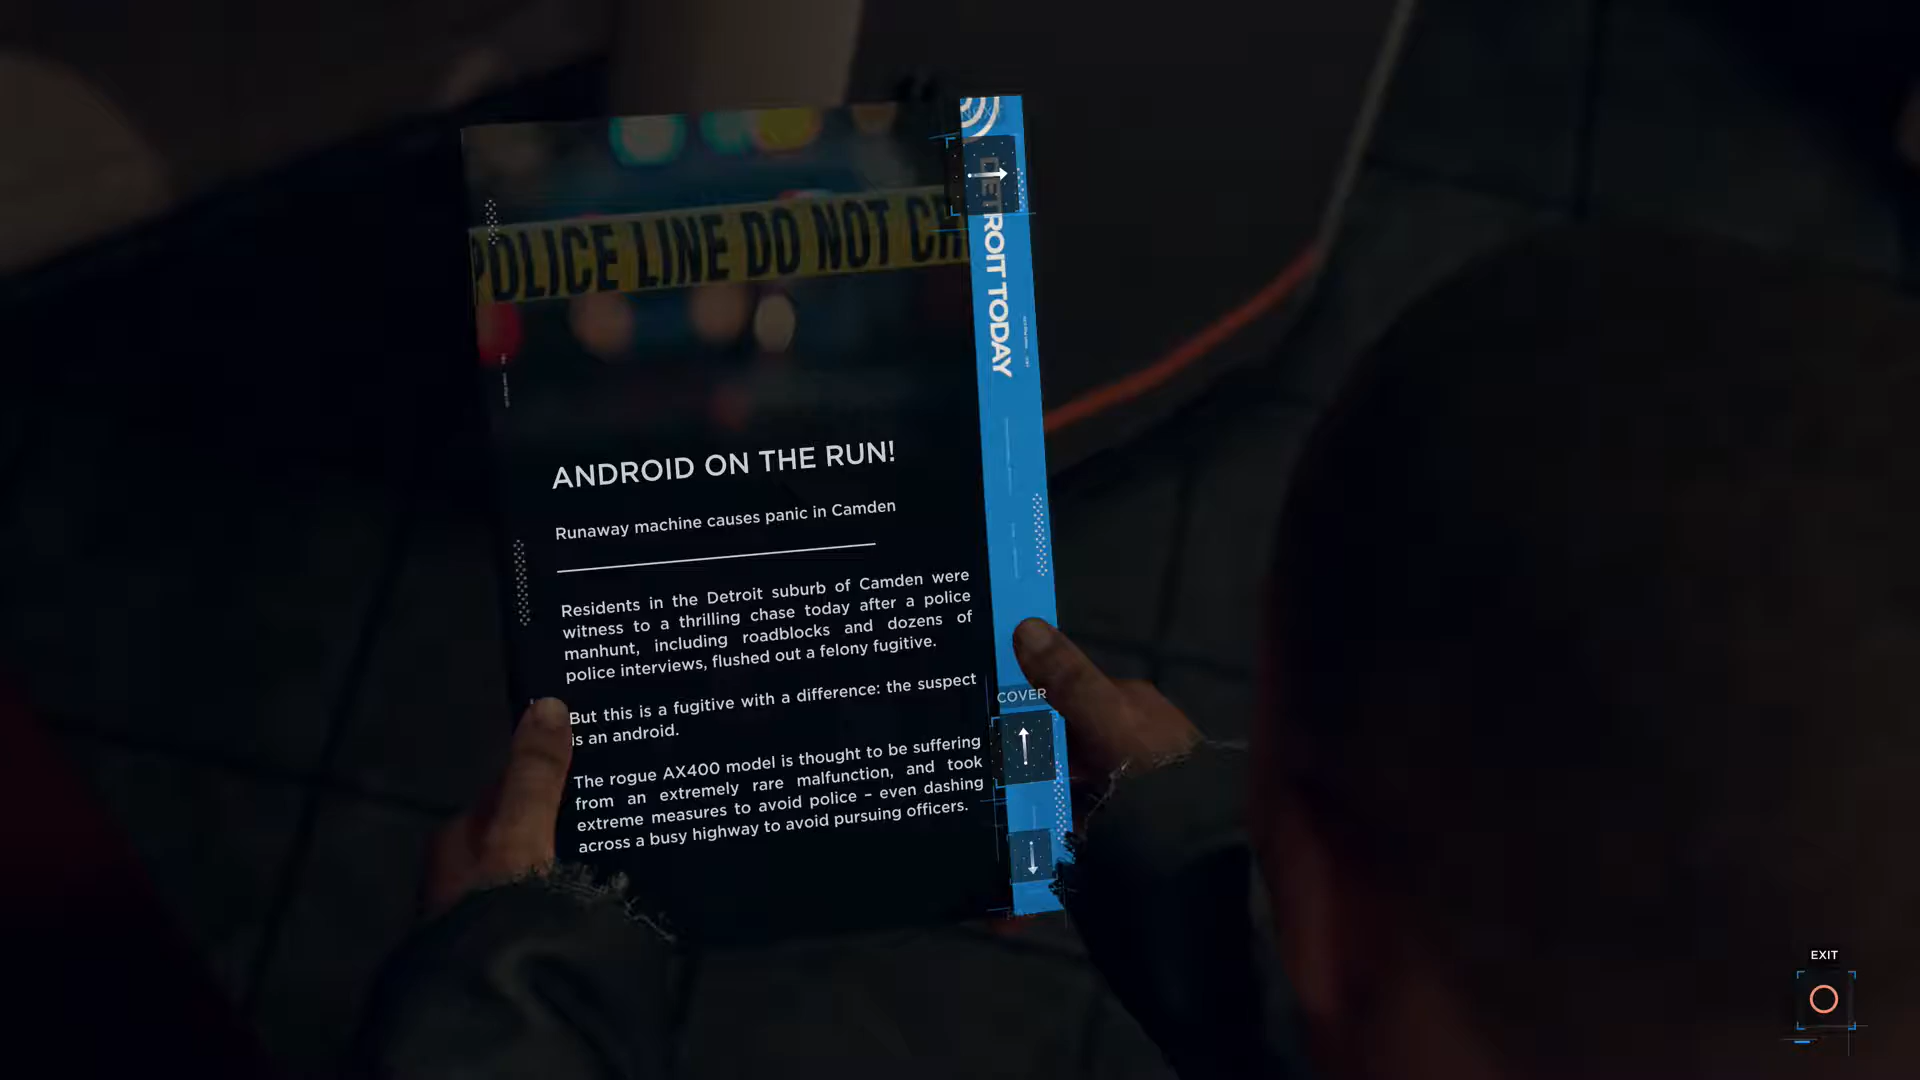 POLICE LINE DO NOT CR
DETROIT TODAY
ANDROID ON THE RUN!
Runaway machine causes panic in Camden
Residents in the Detroit suburb of Camden were
witness to a thrilling chase today after a police
manhunt, including roadblocks and dozens of
police interviews, flushed out a felony fugitive.
But this is a fugitive with a difference: the suspect
is an android.
The rogue AX400 model is thought to be suffering
from an extremely rare malfunction, and took
extreme measures to avoid police – even dashing
across a busy highway to avoid pursuing officers.
COVER
EXIT